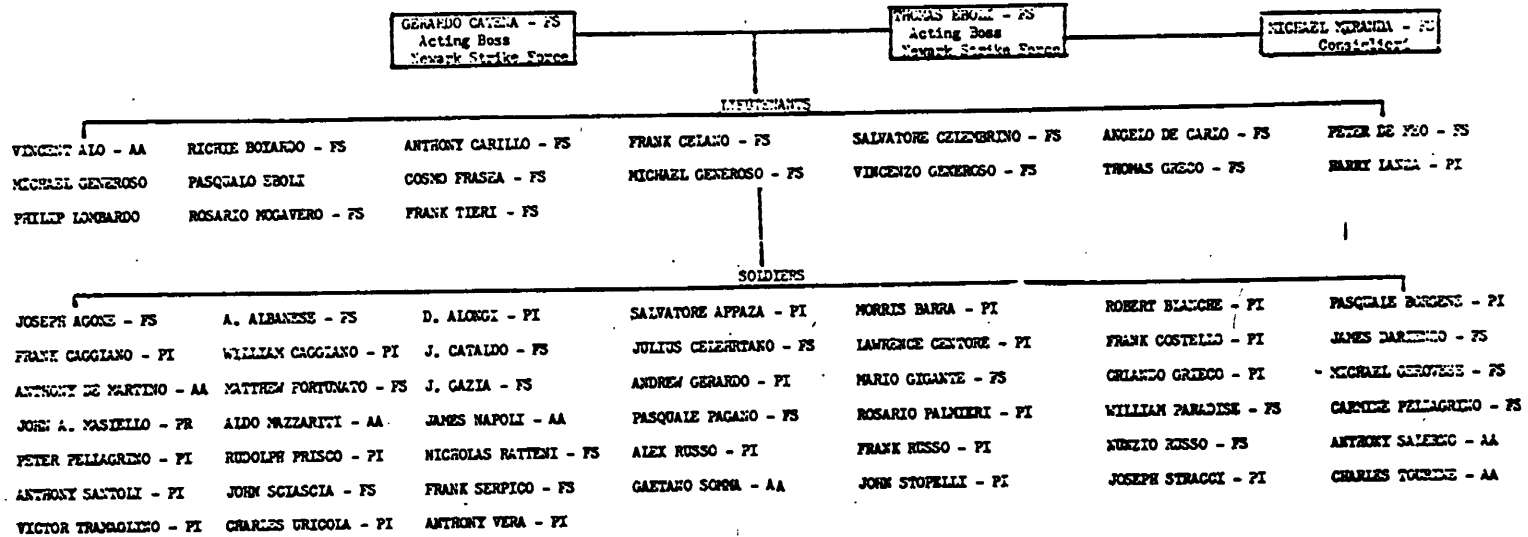 GERARDO CATENA - FS
Acting Boss
Newark Strike Force
THOMAS EBOLI - FS
Acting Boss
Newark Strike Force
MICHAEL MIRANDA - FS
Consiglieri
LIEUTENANTS
VINCENT ALO - AA RICHIE BOIARDO - FS ANTHONY CARILLO - FS FRANK CELANO - FS SALVATORE CELEMBRINO - FS ANGELO DE CARLO - FS PETER DE FEO - FS
MICHAEL GENEROSO PASQUALO EBOLI COSMO FRASEA - FS MICHAEL GENEROSO - FS VINCENZO GENEROSO - FS THOMAS GRECO - FS HARRY LANZA - PI
PHILIP LOMBARDO ROSARIO MOGAVERO - FS FRANK TIERI - FS
SOLDIERS
JOSEPH AGONE - FS A. ALBANESE - FS D. ALONGI - PI SALVATORE APPAZA - PI MORRIS BARRA - PI ROBERT BLANCHE - PI PASQUALE - PI
FRANK CAGGIANO - PI WILLIAM CAGGIANO - PI J. CATALDO - FS JULIUS - FS LAWRENCE CENTORE - PI FRANK COSTELLO - PI JAMES - FS
ANTHONY DE MARTINO - AA MATTHEW FORTUNATO - FS J. GAZIA - FS ANDREW GERARDO - PI MARIO GIGANTE - FS GRIECO - PI MICHAEL GENOVESE - FS
JOHN A. MASIELLO - PR ALDO MAZZARITI - AA JAMES NAPOLI - AA PASQUALE PAGANO - FS ROSARIO PALMIERI - PI WILLIAM PARADISE - FS CARMINE PELLAGRINO - FS
PETER PELLAGRINO - PI RUDOLPH PRISCO - PI NICHOLAS RATTENI - FS ALEX RUSSO - PI FRANK RUSSO - PI NUNZIO RUSSO - FS ANTHONY SALERNO - AA
ANTHONY SANTOLI - PI JOHN SCIASCIA - FS FRANK SERPICO - FS GAETANO SOMMA - AA JOHN STOPELLI - PI JOSEPH STRACCI - PI CHARLES TOURINE - AA
VICTOR TRAMAGLINO - PI CHARLES URICOLA - PI ANTHONY VERA - PI